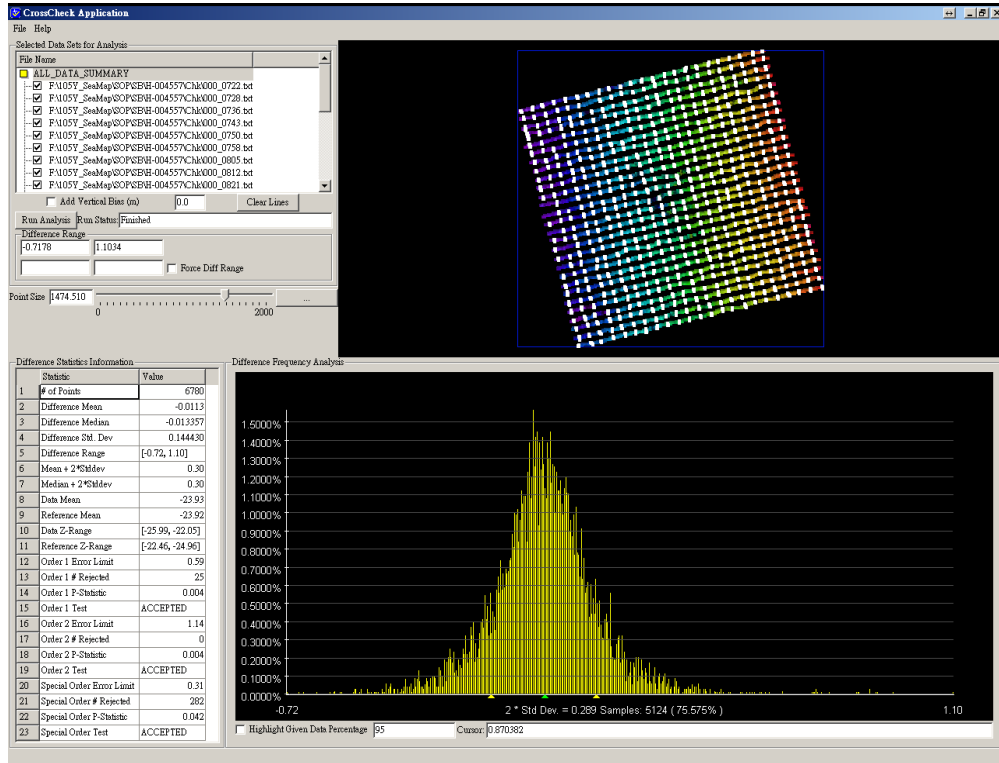 CrossCheck Application
File Help
Selected Data Sets for Analysis
File Name
ALL_DATA_SUMMARY
F:\105Y_SeaMap\SOP\SB\H-004557\Chk\000_0722.txt
F:\105Y_SeaMap\SOP\SB\H-004557\Chk\000_0728.txt
F:\105Y_SeaMap\SOP\SB\H-004557\Chk\000_0736.txt
F:\105Y_SeaMap\SOP\SB\H-004557\Chk\000_0743.txt
F:\105Y_SeaMap\SOP\SB\H-004557\Chk\000_0750.txt
F:\105Y_SeaMap\SOP\SB\H-004557\Chk\000_0758.txt
F:\105Y_SeaMap\SOP\SB\H-004557\Chk\000_0805.txt
F:\105Y_SeaMap\SOP\SB\H-004557\Chk\000_0812.txt
F:\105Y_SeaMap\SOP\SB\H-004557\Chk\000_0821.txt
Add Vertical Bias (m) 0.0 Clear Lines
Run Analysis Run Status: Finished
Difference Range
-0.7178 1.1034
Force Diff Range
Point Size 1474.510 ...
0 2000
Difference Statistics Information
Statistic Value
1 # of Points 6780
2 Difference Mean -0.0113
3 Difference Median -0.013357
4 Difference Std. Dev 0.144430
5 Difference Range [-0.72, 1.10]
6 Mean + 2*Stddev 0.30
7 Median + 2*Stddev 0.30
8 Data Mean -23.93
9 Reference Mean -23.92
10 Data Z-Range [-25.99, -22.05]
11 Reference Z-Range [-22.46, -24.96]
12 Order 1 Error Limit 0.59
13 Order 1 # Rejected 25
14 Order 1 P-Statistic 0.004
15 Order 1 Test ACCEPTED
16 Order 2 Error Limit 1.14
17 Order 2 # Rejected 0
18 Order 2 P-Statistic 0.004
19 Order 2 Test ACCEPTED
20 Special Order Error Limit 0.31
21 Special Order # Rejected 282
22 Special Order P-Statistic 0.042
23 Special Order Test ACCEPTED
Difference Frequency Analysis
1.5000%
1.4000%
1.3000%
1.2000%
1.1000%
1.0000%
0.9000%
0.8000%
0.7000%
0.6000%
0.5000%
0.4000%
0.3000%
0.2000%
0.1000%
0.0000%
-0.72 2 * Std Dev. = 0.289 Samples: 5124 ( 75.575% ) 1.10
Highlight Given Data Percentage 95 Cursor: 0.870382